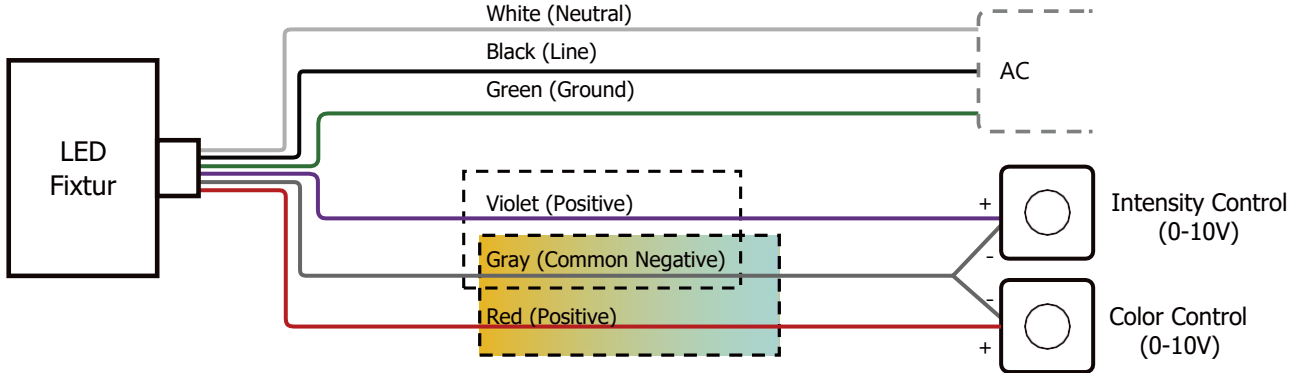 White (Neutral)
Black (Line)
Green (Ground)
AC
LED
Fixtur
Violet (Positive)
Gray (Common Negative)
Red (Positive)
+
-
Intensity Control
(0-10V)
-
+
Color Control
(0-10V)